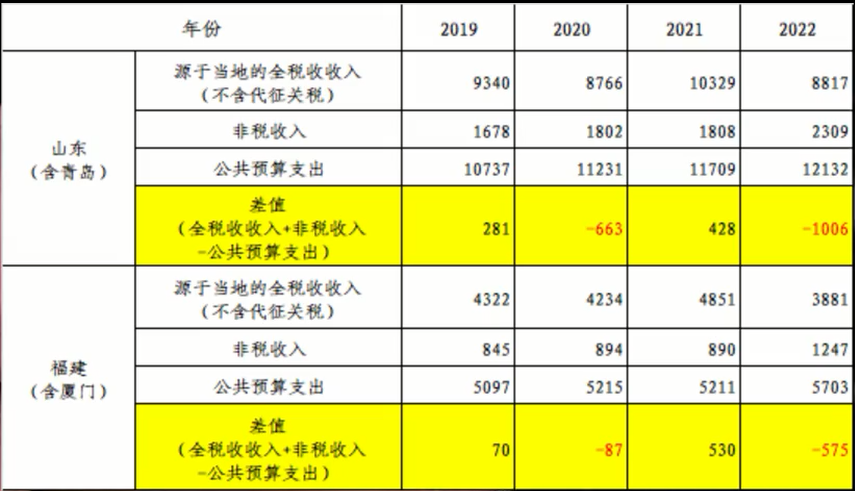 年份 2019 2020 2021 2022
山东
（含青岛）
源于当地的全税收收入
（不含代征关税）
9340 8766 10329 8817
非税收入 1678 1802 1808 2309
公共预算支出 10737 11231 11709 12132
差值
（全税收收入+非税收入
-公共预算支出）
281 -663 428 -1006
福建
（含厦门）
源于当地的全税收收入
（不含代征关税）
4322 4234 4851 3881
非税收入 845 894 890 1247
公共预算支出 5097 5215 5211 5703
差值
（全税收收入+非税收入
-公共预算支出）
70 -87 530 -575